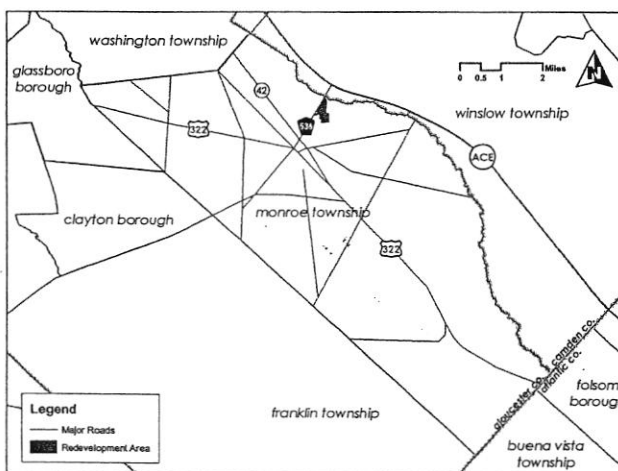 washington township
glassboro
borough
42
536
322
0 0.5 1 2 Miles
N
winslow township
ACE
clayton borough
monroe township
322
gloucester co. camden co.
atlantic co.
folsom
borough
franklin township
buena vista
township
Legend
Major Roads
Redevelopment Area